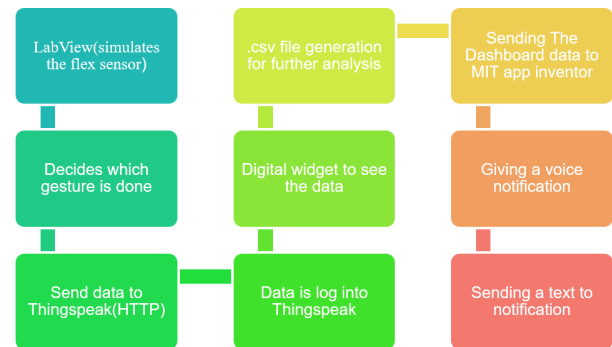 LabView(simulates
the flex sensor)
Decides which
gesture is done
Send data to
Thingspeak(HTTP)
Data is log into
Thingspeak
Digital widget to see
the data
.csv file generation
for further analysis
Sending The
Dashboard data to
MIT app inventor
Giving a voice
notification
Sending a text to
notification